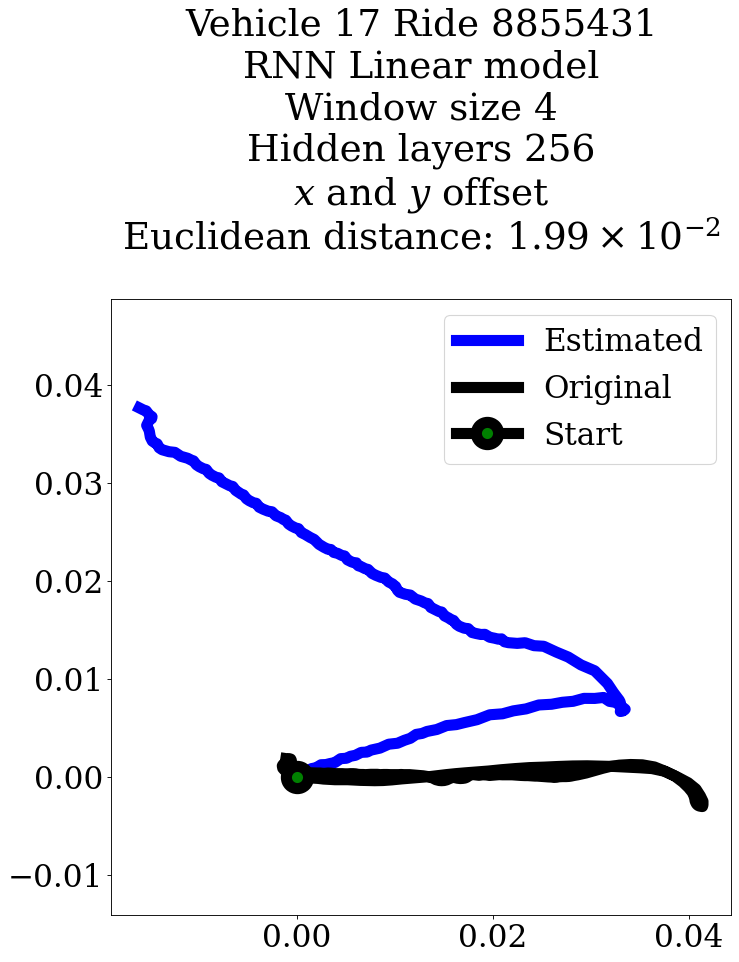 Vehicle 17 Ride 8855431
RNN Linear model
Window size 4
Hidden layers 256
x and y offset
Euclidean distance: 1.99 × 10⁻²
Estimated
Original
Start
0.04
0.03
0.02
0.01
0.00
−0.01
0.00 0.02 0.04